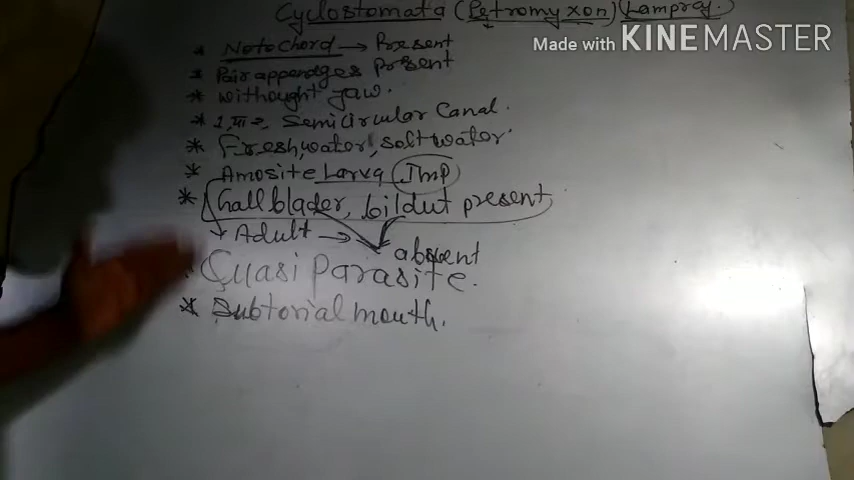 Cyclostomata (Petromyxon) (Lamprey.)
Made with KINEMASTER
* Notochord → Present
* Pair appendages present
* withought jaw.
* Semicircular Canal.
* Freshwater, saltwater.
* Amosite Larva Imp
* Gall blader, bildut present
→ Adult → absent
* Quasi Parasite.
* Subtorial mouth.